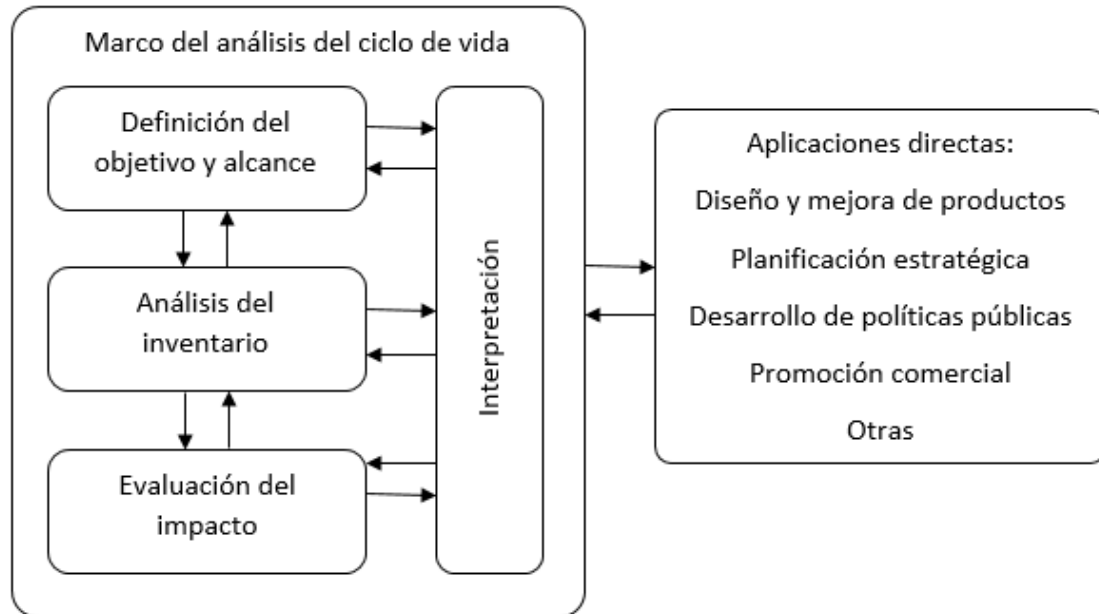 Marco del análisis del ciclo de vida
Definición del
objetivo y alcance
Análisis del
inventario
Evaluación del
impacto
Interpretación
Aplicaciones directas:
Diseño y mejora de productos
Planificación estratégica
Desarrollo de políticas públicas
Promoción comercial
Otras